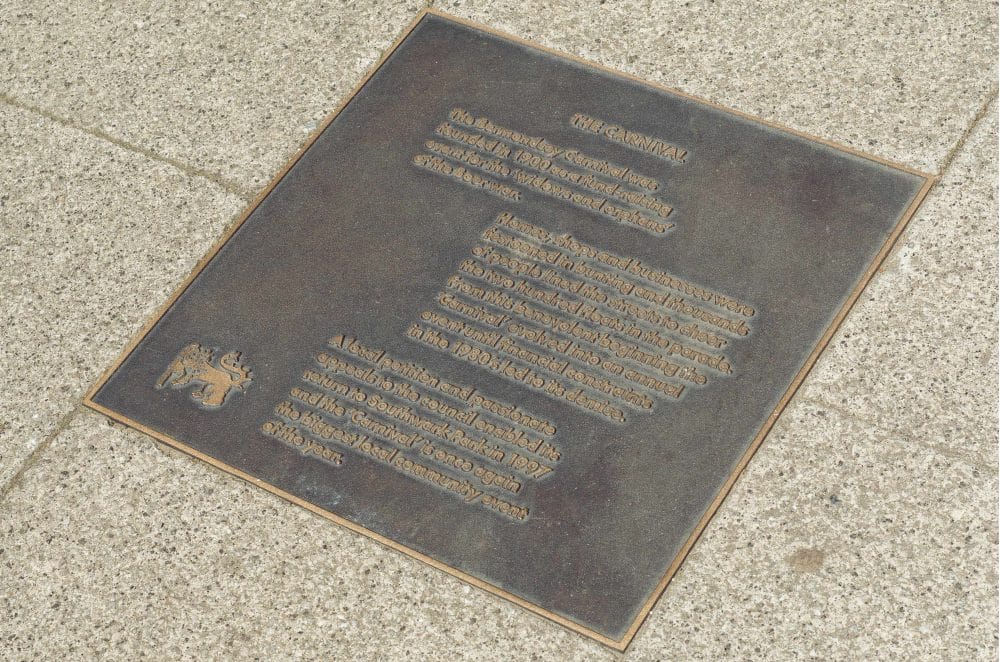 THE CARNIVAL
The Bermondsey Carnival was
founded in 1900 as a fund-raising
event for the widows and orphans
of the Boer war.
Homes, shops and businesses were
festooned in bunting and thousands
of people lined the streets to cheer
the two hundred floats in the parade.
From this benevolent beginning the
'Carnival' evolved into an annual
event until financial constraints
in the 1980's led to its demise.
A local petition and passionate
appeal to the council enabled its
return to Southwark Park in 1997
and the 'Carnival' is once again
the biggest local community event
of the year.